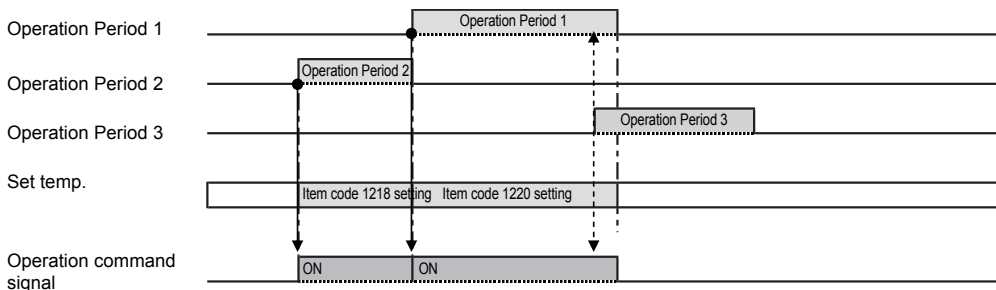 Operation Period 1
Operation Period 1
Operation Period 2
Operation Period 2
Operation Period 3
Operation Period 3
Set temp.
Item code 1218 setting Item code 1220 setting
Operation command
signal
ON ON